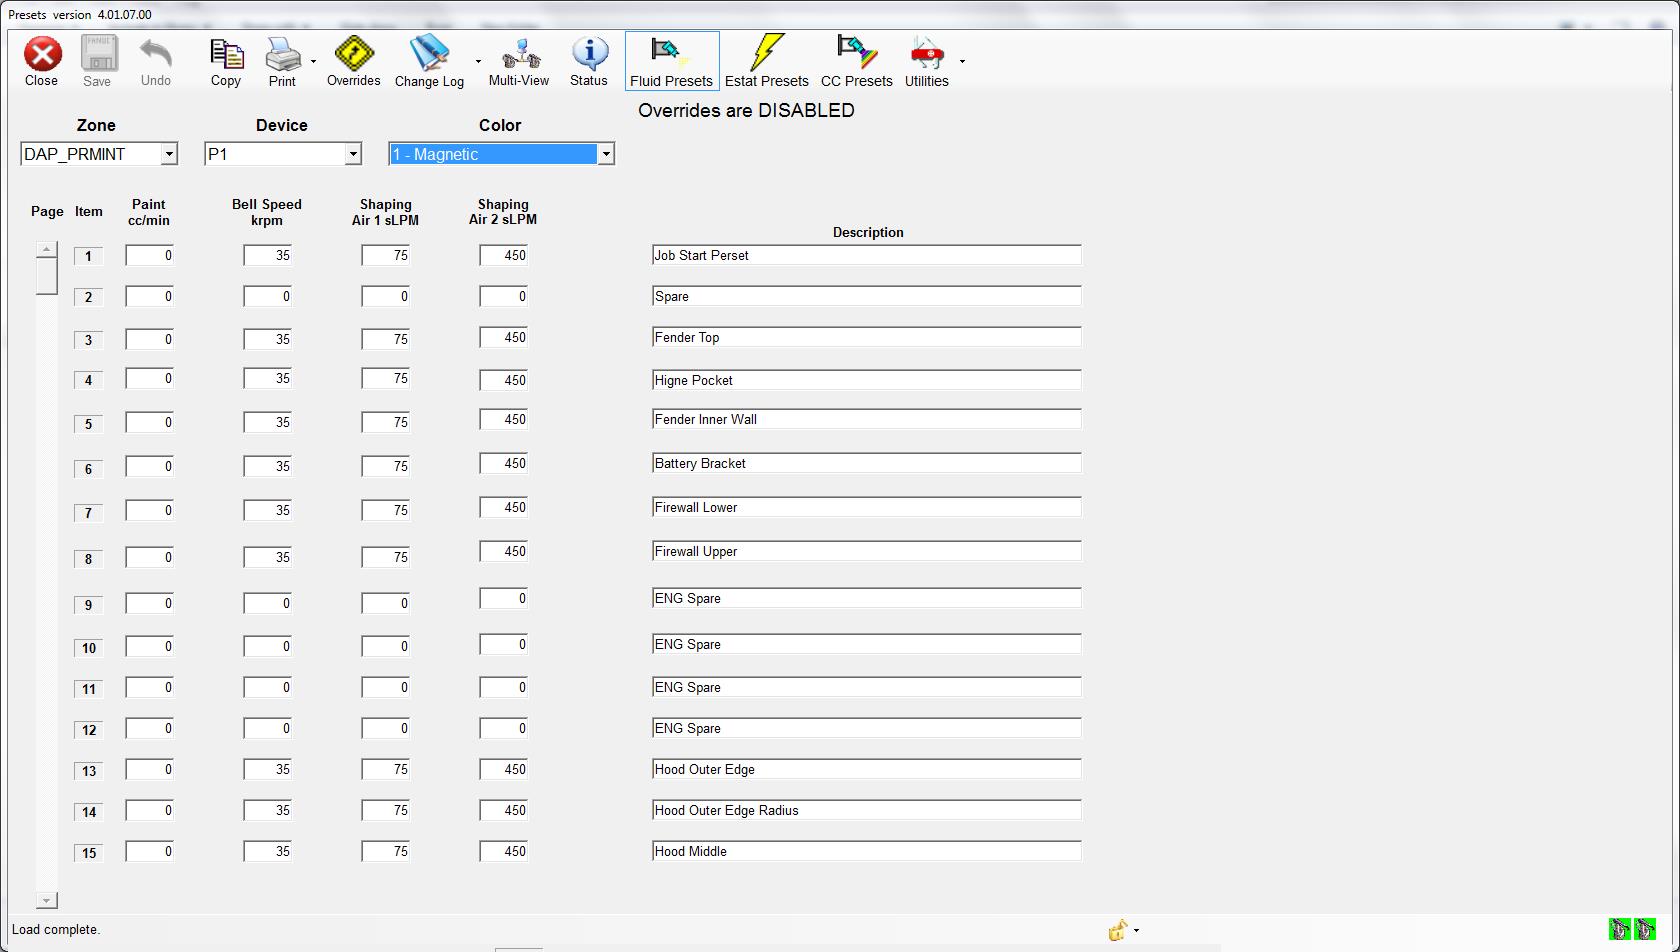 Presets version 4.01.07.00
Close Save Undo Copy Print Overrides Change Log Multi-View Status Fluid Presets Estat Presets CC Presets Utilities
Overrides are DISABLED
Zone Device Color
DAP_PRMINT P1 1 - Magnetic
Page Item Paint cc/min Bell Speed krpm Shaping Air 1 sLPM Shaping Air 2 sLPM Description
1 0 35 75 450 Job Start Perset
2 0 0 0 0 Spare
3 0 35 75 450 Fender Top
4 0 35 75 450 Higne Pocket
5 0 35 75 450 Fender Inner Wall
6 0 35 75 450 Battery Bracket
7 0 35 75 450 Firewall Lower
8 0 35 75 450 Firewall Upper
9 0 0 0 0 ENG Spare
10 0 0 0 0 ENG Spare
11 0 0 0 0 ENG Spare
12 0 0 0 0 ENG Spare
13 0 35 75 450 Hood Outer Edge
14 0 35 75 450 Hood Outer Edge Radius
15 0 35 75 450 Hood Middle
Load complete.